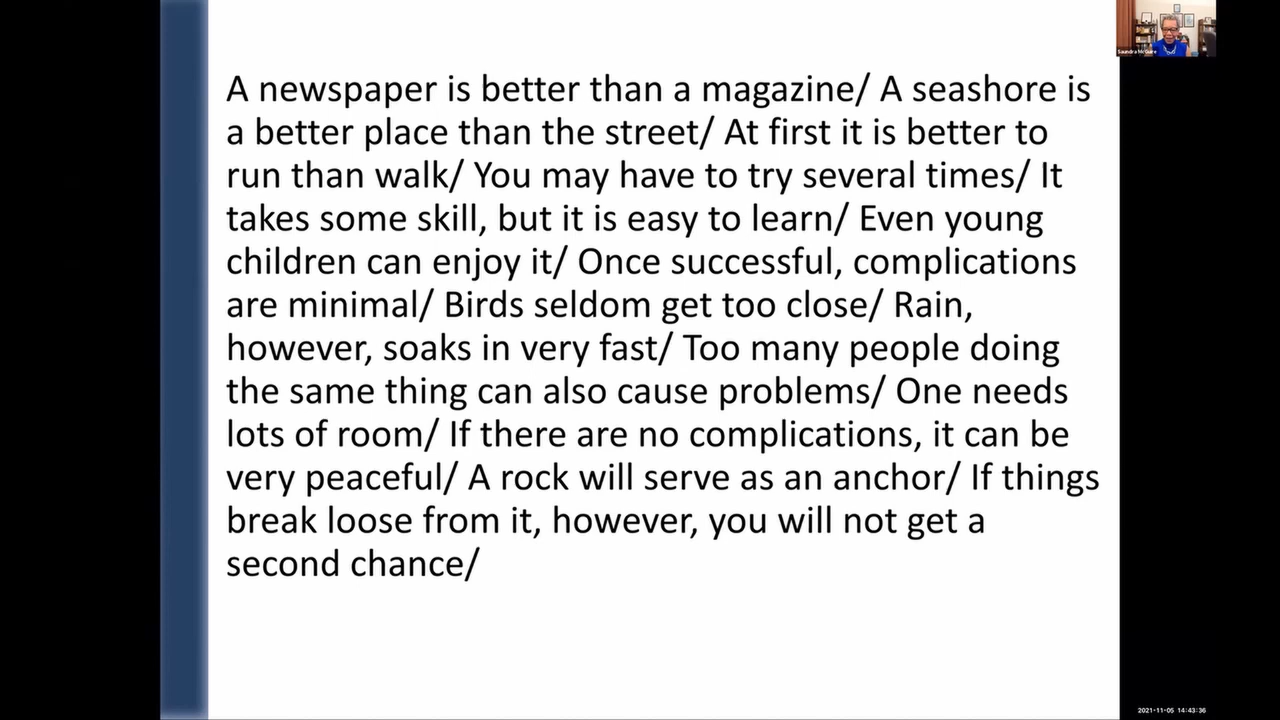 Saundra McGuire
A newspaper is better than a magazine/ A seashore is
a better place than the street/ At first it is better to
run than walk/ You may have to try several times/ It
takes some skill, but it is easy to learn/ Even young
children can enjoy it/ Once successful, complications
are minimal/ Birds seldom get too close/ Rain,
however, soaks in very fast/ Too many people doing
the same thing can also cause problems/ One needs
lots of room/ If there are no complications, it can be
very peaceful/ A rock will serve as an anchor/ If things
break loose from it, however, you will not get a
second chance/
2021-11-05 14:43:36